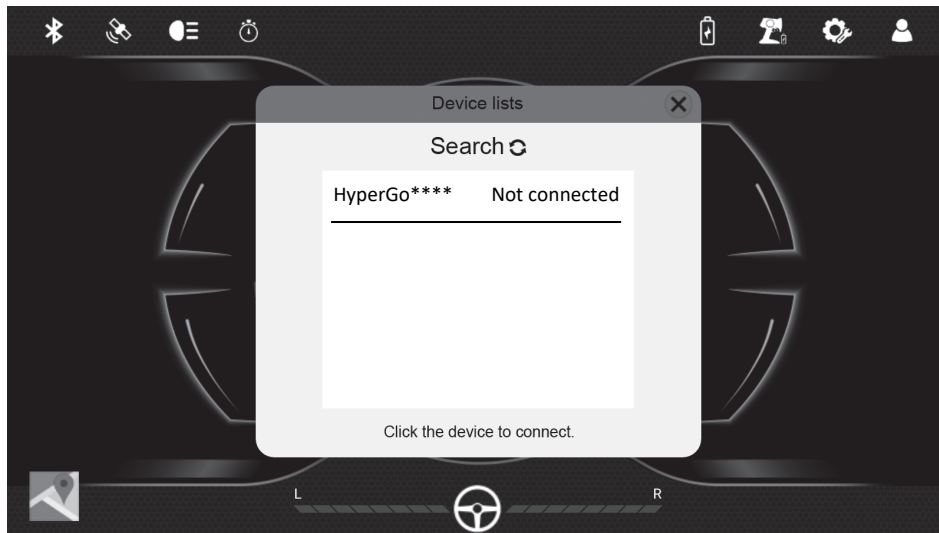 Device lists
Search
HyperGo**** Not connected
Click the device to connect.
L R